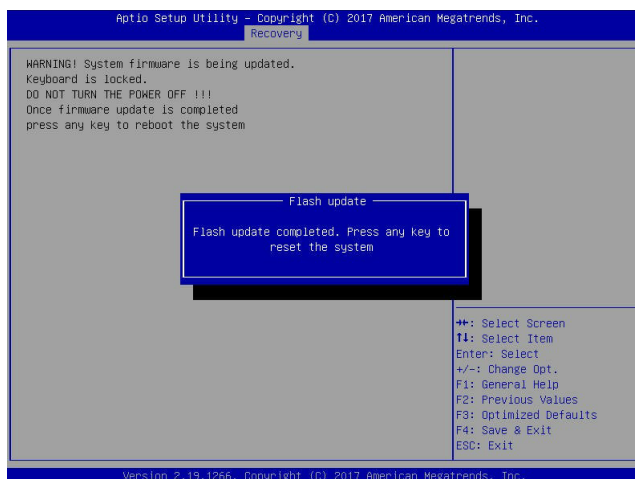 Aptio Setup Utility – Copyright (C) 2017 American Megatrends, Inc.
Recovery
WARNING! System firmware is being updated.
Keyboard is locked.
DO NOT TURN THE POWER OFF !!!
Once firmware update is completed
press any key to reboot the system
Flash update
Flash update completed. Press any key to
reset the system
→←: Select Screen
↑↓: Select Item
Enter: Select
+/-: Change Opt.
F1: General Help
F2: Previous Values
F3: Optimized Defaults
F4: Save & Exit
ESC: Exit
Version 2.19.1266. Copyright (C) 2017 American Megatrends, Inc.